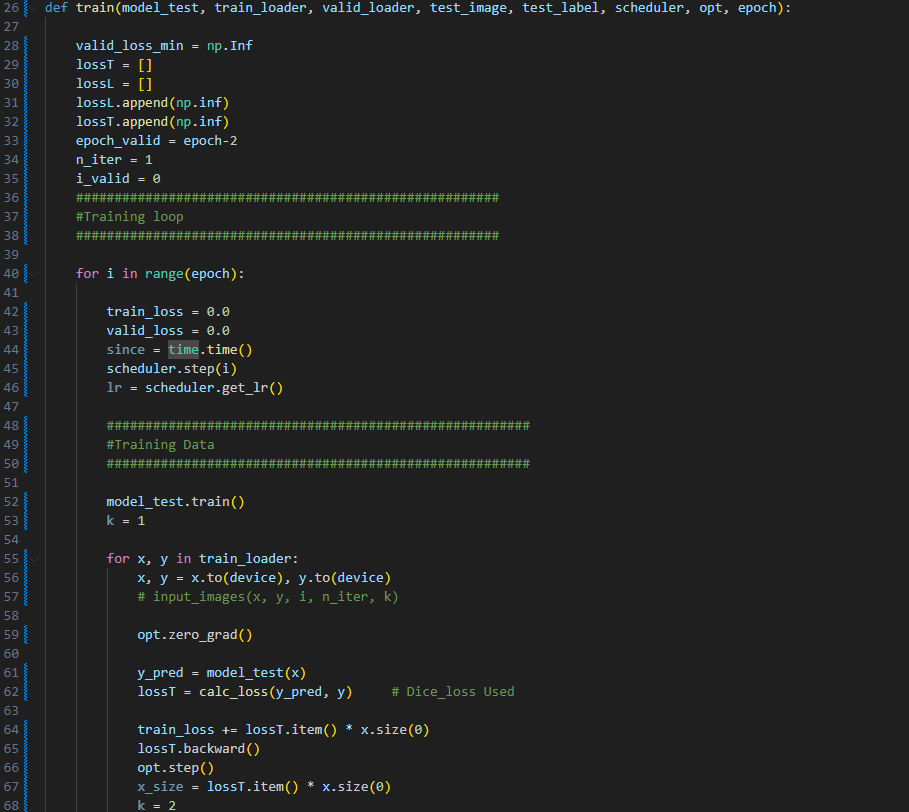 26 def train(model_test, train_loader, valid_loader, test_image, test_label, scheduler, opt, epoch):
27
28     valid_loss_min = np.Inf
29     lossT = []
30     lossL = []
31     lossL.append(np.inf)
32     lossT.append(np.inf)
33     epoch_valid = epoch-2
34     n_iter = 1
35     i_valid = 0
36     #######################################################
37     #Training loop
38     #######################################################
39
40     for i in range(epoch):
41
42         train_loss = 0.0
43         valid_loss = 0.0
44         since = time.time()
45         scheduler.step(i)
46         lr = scheduler.get_lr()
47
48         #######################################################
49         #Training Data
50         #######################################################
51
52         model_test.train()
53         k = 1
54
55         for x, y in train_loader:
56             x, y = x.to(device), y.to(device)
57             # input_images(x, y, i, n_iter, k)
58
59             opt.zero_grad()
60
61             y_pred = model_test(x)
62             lossT = calc_loss(y_pred, y)     # Dice_loss Used
63
64             train_loss += lossT.item() * x.size(0)
65             lossT.backward()
66             opt.step()
67             x_size = lossT.item() * x.size(0)
68             k = 2